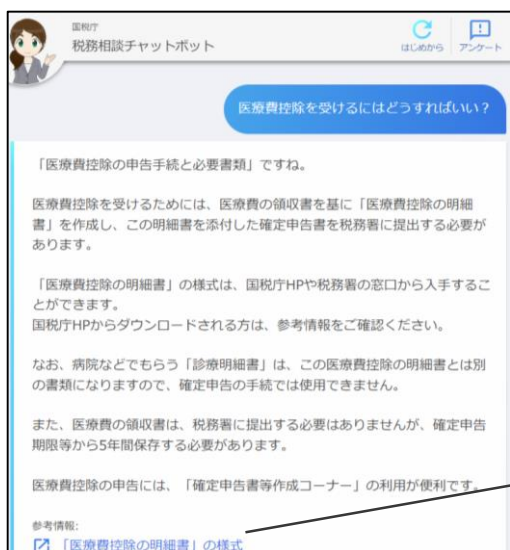 国税庁
税務相談チャットボット
はじめから
アンケート
医療費控除を受けるにはどうすればいい？
「医療費控除の申告手続と必要書類」ですね。
医療費控除を受けるためには、医療費の領収書を基に「医療費控除の明細
書」を作成し、この明細書を添付した確定申告書を税務署に提出する必要が
あります。
「医療費控除の明細書」の様式は、国税庁HPや税務署の窓口から入手するこ
とができます。
国税庁HPからダウンロードされる方は、参考情報をご確認ください。
なお、病院などでもらう「診療明細書」は、この医療費控除の明細書とは別
の書類になりますので、確定申告の手続では使用できません。
また、医療費の領収書は、税務署に提出する必要はありませんが、確定申告
期限等から5年間保存する必要があります。
医療費控除の申告には、「確定申告書等作成コーナー」の利用が便利です。
参考情報:
「医療費控除の明細書」の様式